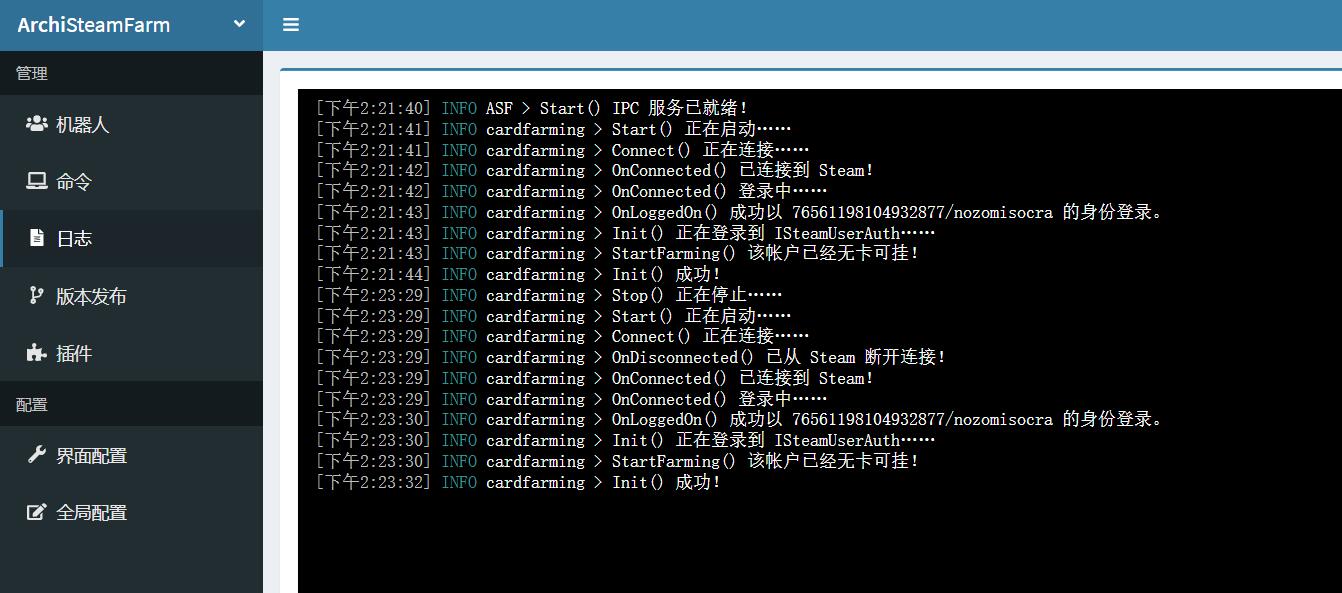 ArchiSteamFarm
管理
机器人
命令
日志
版本发布
插件
配置
界面配置
全局配置
[下午2:21:40] INFO ASF > Start() IPC 服务已就绪！
[下午2:21:41] INFO cardfarming > Start() 正在启动……
[下午2:21:41] INFO cardfarming > Connect() 正在连接……
[下午2:21:42] INFO cardfarming > OnConnected() 已连接到 Steam！
[下午2:21:42] INFO cardfarming > OnConnected() 登录中……
[下午2:21:43] INFO cardfarming > OnLoggedOn() 成功以 76561198104932877/nozomisocra 的身份登录。
[下午2:21:43] INFO cardfarming > Init() 正在登录到 ISteamUserAuth……
[下午2:21:43] INFO cardfarming > StartFarming() 该帐户已经无卡可挂！
[下午2:21:44] INFO cardfarming > Init() 成功！
[下午2:23:29] INFO cardfarming > Stop() 正在停止……
[下午2:23:29] INFO cardfarming > Start() 正在启动……
[下午2:23:29] INFO cardfarming > Connect() 正在连接……
[下午2:23:29] INFO cardfarming > OnDisconnected() 已从 Steam 断开连接！
[下午2:23:29] INFO cardfarming > OnConnected() 已连接到 Steam！
[下午2:23:29] INFO cardfarming > OnConnected() 登录中……
[下午2:23:30] INFO cardfarming > OnLoggedOn() 成功以 76561198104932877/nozomisocra 的身份登录。
[下午2:23:30] INFO cardfarming > Init() 正在登录到 ISteamUserAuth……
[下午2:23:30] INFO cardfarming > StartFarming() 该帐户已经无卡可挂！
[下午2:23:32] INFO cardfarming > Init() 成功！